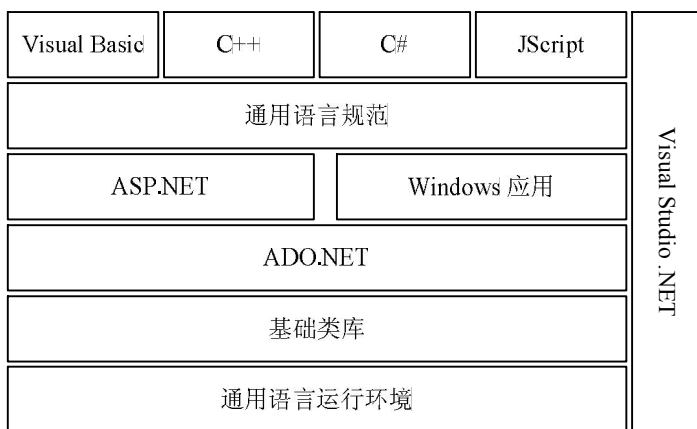 Visual Basic
C++
C#
JScript
通用语言规范
ASP.NET
Windows 应用
ADO.NET
基础类库
通用语言运行环境
Visual Studio .NET